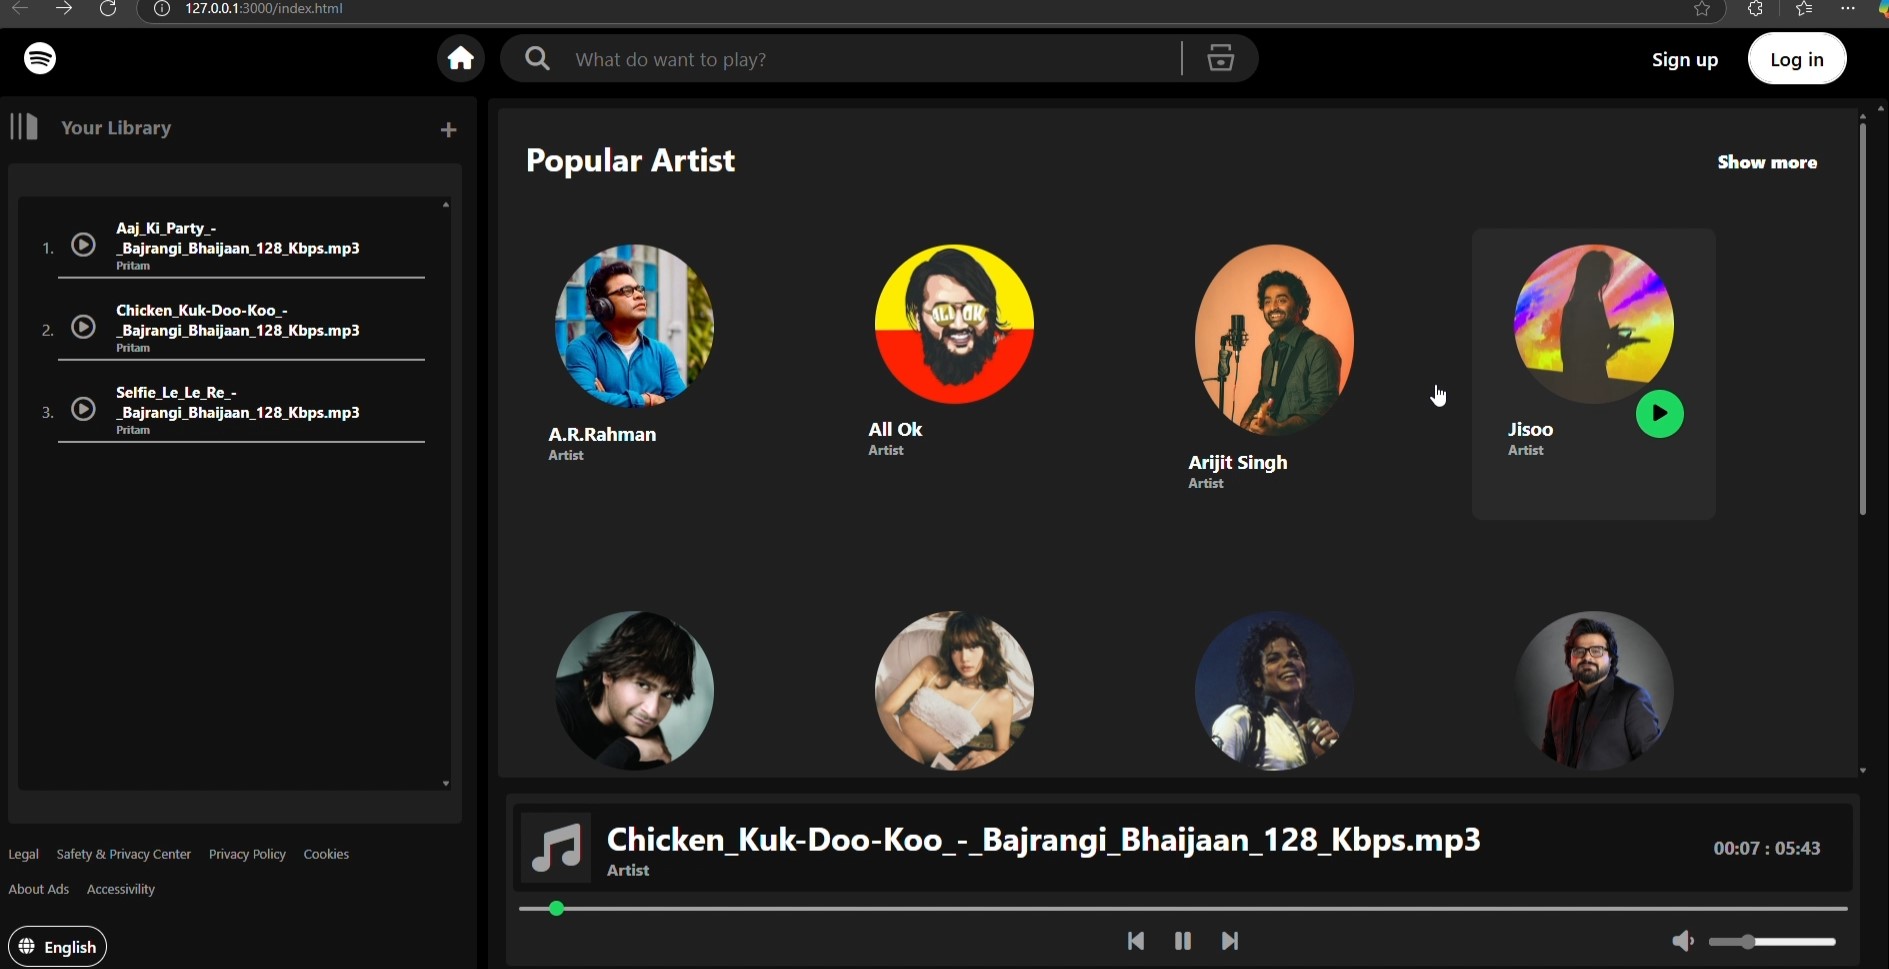 127.0.0.1:3000/index.html
What do want to play?
Sign up
Log in
Your Library
+
Popular Artist
Show more
1.
Aaj_Ki_Party_-
_Bajrangi_Bhaijaan_128_Kbps.mp3
Pritam
2.
Chicken_Kuk-Doo-Koo_-
_Bajrangi_Bhaijaan_128_Kbps.mp3
Pritam
3.
Selfie_Le_Le_Re_-
_Bajrangi_Bhaijaan_128_Kbps.mp3
Pritam
A.R.Rahman
Artist
ALL OK
All Ok
Artist
Arijit Singh
Artist
Jisoo
Artist
Chicken_Kuk-Doo-Koo_-_Bajrangi_Bhaijaan_128_Kbps.mp3
Artist
00:07 : 05:43
Legal Safety & Privacy Center Privacy Policy Cookies
About Ads Accessivility
English